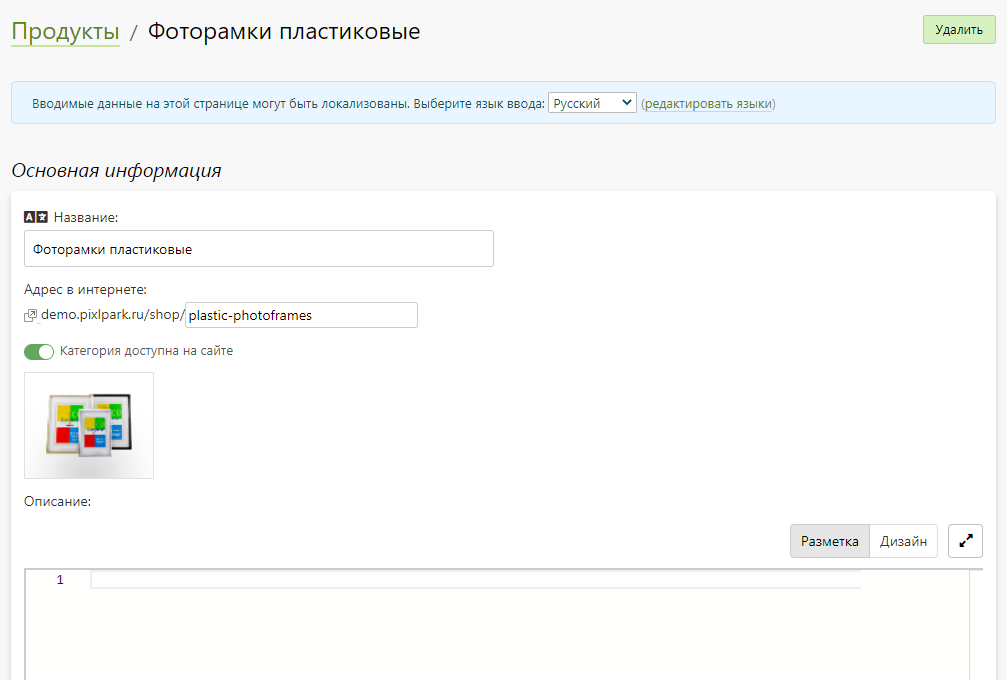 Продукты / Фоторамки пластиковые
Удалить
Вводимые данные на этой странице могут быть локализованы. Выберите язык ввода: Русский (редактировать языки)
Основная информация
Название:
Фоторамки пластиковые
Адрес в интернете:
demo.pixlpark.ru/shop/ plastic-photoframes
Категория доступна на сайте
Описание:
Разметка Дизайн
1